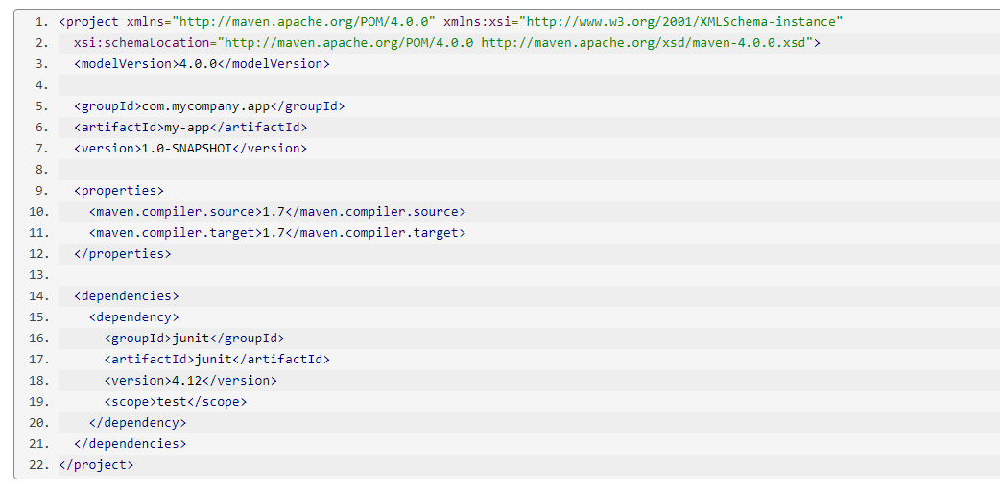 1. <project xmlns="http://maven.apache.org/POM/4.0.0" xmlns:xsi="http://www.w3.org/2001/XMLSchema-instance"
2.   xsi:schemaLocation="http://maven.apache.org/POM/4.0.0 http://maven.apache.org/xsd/maven-4.0.0.xsd">
3.   <modelVersion>4.0.0</modelVersion>
4.
5.   <groupId>com.mycompany.app</groupId>
6.   <artifactId>my-app</artifactId>
7.   <version>1.0-SNAPSHOT</version>
8.
9.   <properties>
10.     <maven.compiler.source>1.7</maven.compiler.source>
11.     <maven.compiler.target>1.7</maven.compiler.target>
12.   </properties>
13.
14.   <dependencies>
15.     <dependency>
16.       <groupId>junit</groupId>
17.       <artifactId>junit</artifactId>
18.       <version>4.12</version>
19.       <scope>test</scope>
20.     </dependency>
21.   </dependencies>
22. </project>